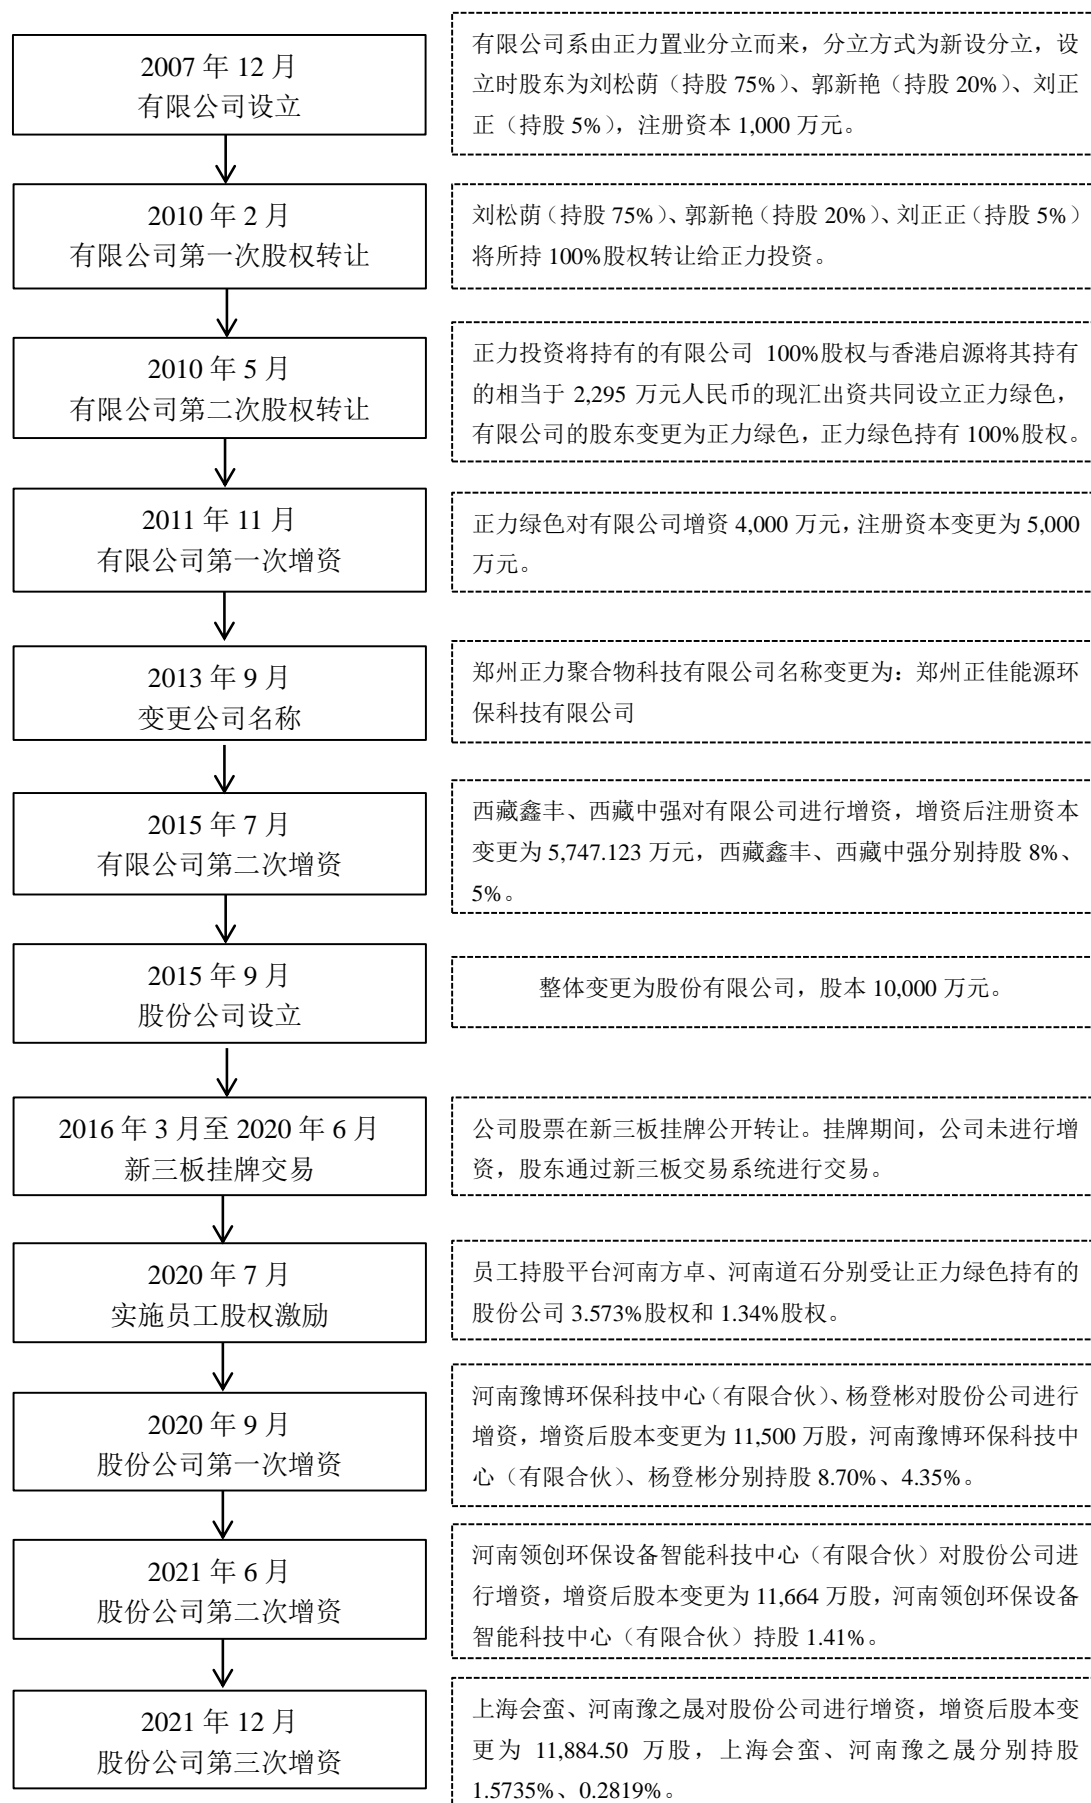 2007 年 12 月
有限公司设立
有限公司系由正力置业分立而来，分立方式为新设分立，设
立时股东为刘松荫（持股 75%）、郭新艳（持股 20%）、刘正
正（持股 5%），注册资本 1,000 万元。
2010 年 2 月
有限公司第一次股权转让
刘松荫（持股 75%）、郭新艳（持股 20%）、刘正正（持股 5%）
将所持 100%股权转让给正力投资。
2010 年 5 月
有限公司第二次股权转让
正力投资将持有的有限公司 100%股权与香港启源将其持有
的相当于 2,295 万元人民币的现汇出资共同设立正力绿色，
有限公司的股东变更为正力绿色，正力绿色持有 100%股权。
2011 年 11 月
有限公司第一次增资
正力绿色对有限公司增资 4,000 万元，注册资本变更为 5,000
万元。
2013 年 9 月
变更公司名称
郑州正力聚合物科技有限公司名称变更为：郑州正佳能源环
保科技有限公司
2015 年 7 月
有限公司第二次增资
西藏鑫丰、西藏中强对有限公司进行增资，增资后注册资本
变更为 5,747.123 万元，西藏鑫丰、西藏中强分别持股 8%、
5%。
2015 年 9 月
股份公司设立
整体变更为股份有限公司，股本 10,000 万元。
2016 年 3 月至 2020 年 6 月
新三板挂牌交易
公司股票在新三板挂牌公开转让。挂牌期间，公司未进行增
资，股东通过新三板交易系统进行交易。
2020 年 7 月
实施员工股权激励
员工持股平台河南方卓、河南道石分别受让正力绿色持有的
股份公司 3.573%股权和 1.34%股权。
2020 年 9 月
股份公司第一次增资
河南豫博环保科技中心（有限合伙）、杨登彬对股份公司进行
增资，增资后股本变更为 11,500 万股，河南豫博环保科技中
心（有限合伙）、杨登彬分别持股 8.70%、4.35%。
2021 年 6 月
股份公司第二次增资
河南领创环保设备智能科技中心（有限合伙）对股份公司进
行增资，增资后股本变更为 11,664 万股，河南领创环保设备
智能科技中心（有限合伙）持股 1.41%。
2021 年 12 月
股份公司第三次增资
上海会蛮、河南豫之晟对股份公司进行增资，增资后股本变
更为 11,884.50 万股，上海会蛮、河南豫之晟分别持股
1.5735%、0.2819%。